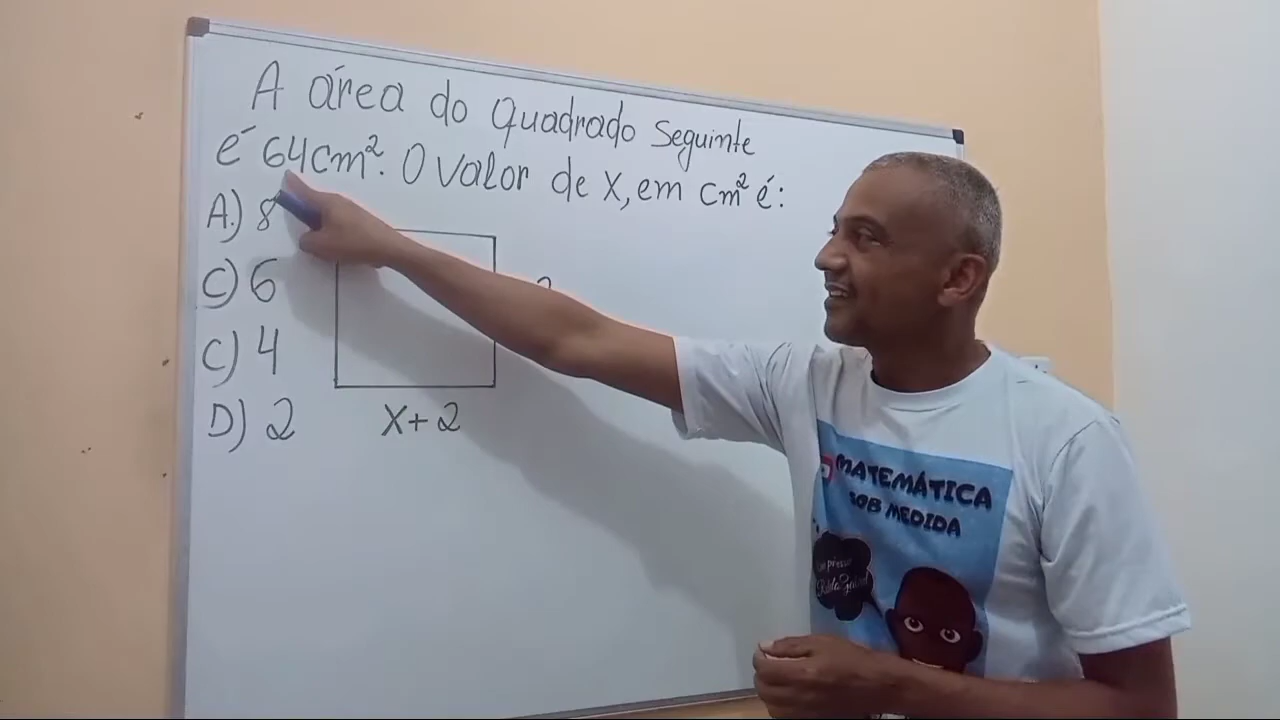 A área do quadrado seguinte
é 64cm². O valor de X, em cm² é:
A.) 8
C) 6
C) 4
D) 2
X+2
MATEMÁTICA
SOB MEDIDA